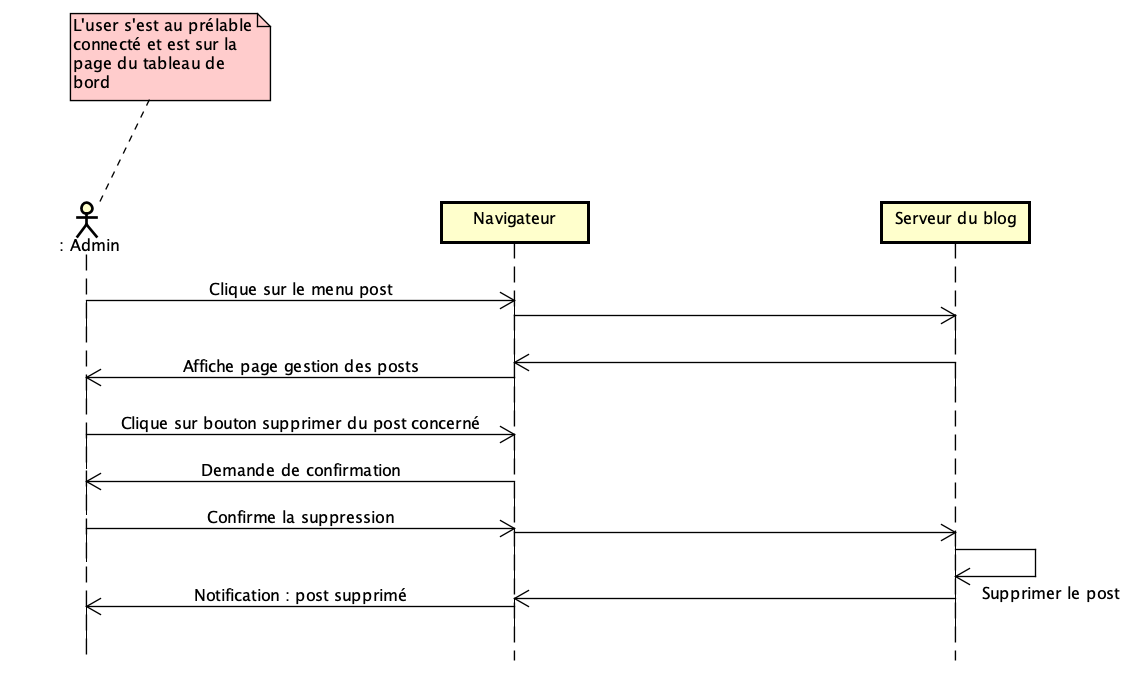 L'user s'est au prélable
connecté et est sur la
page du tableau de
bord
: Admin
Navigateur
Serveur du blog
Clique sur le menu post
Affiche page gestion des posts
Clique sur bouton supprimer du post concerné
Demande de confirmation
Confirme la suppression
Supprimer le post
Notification : post supprimé